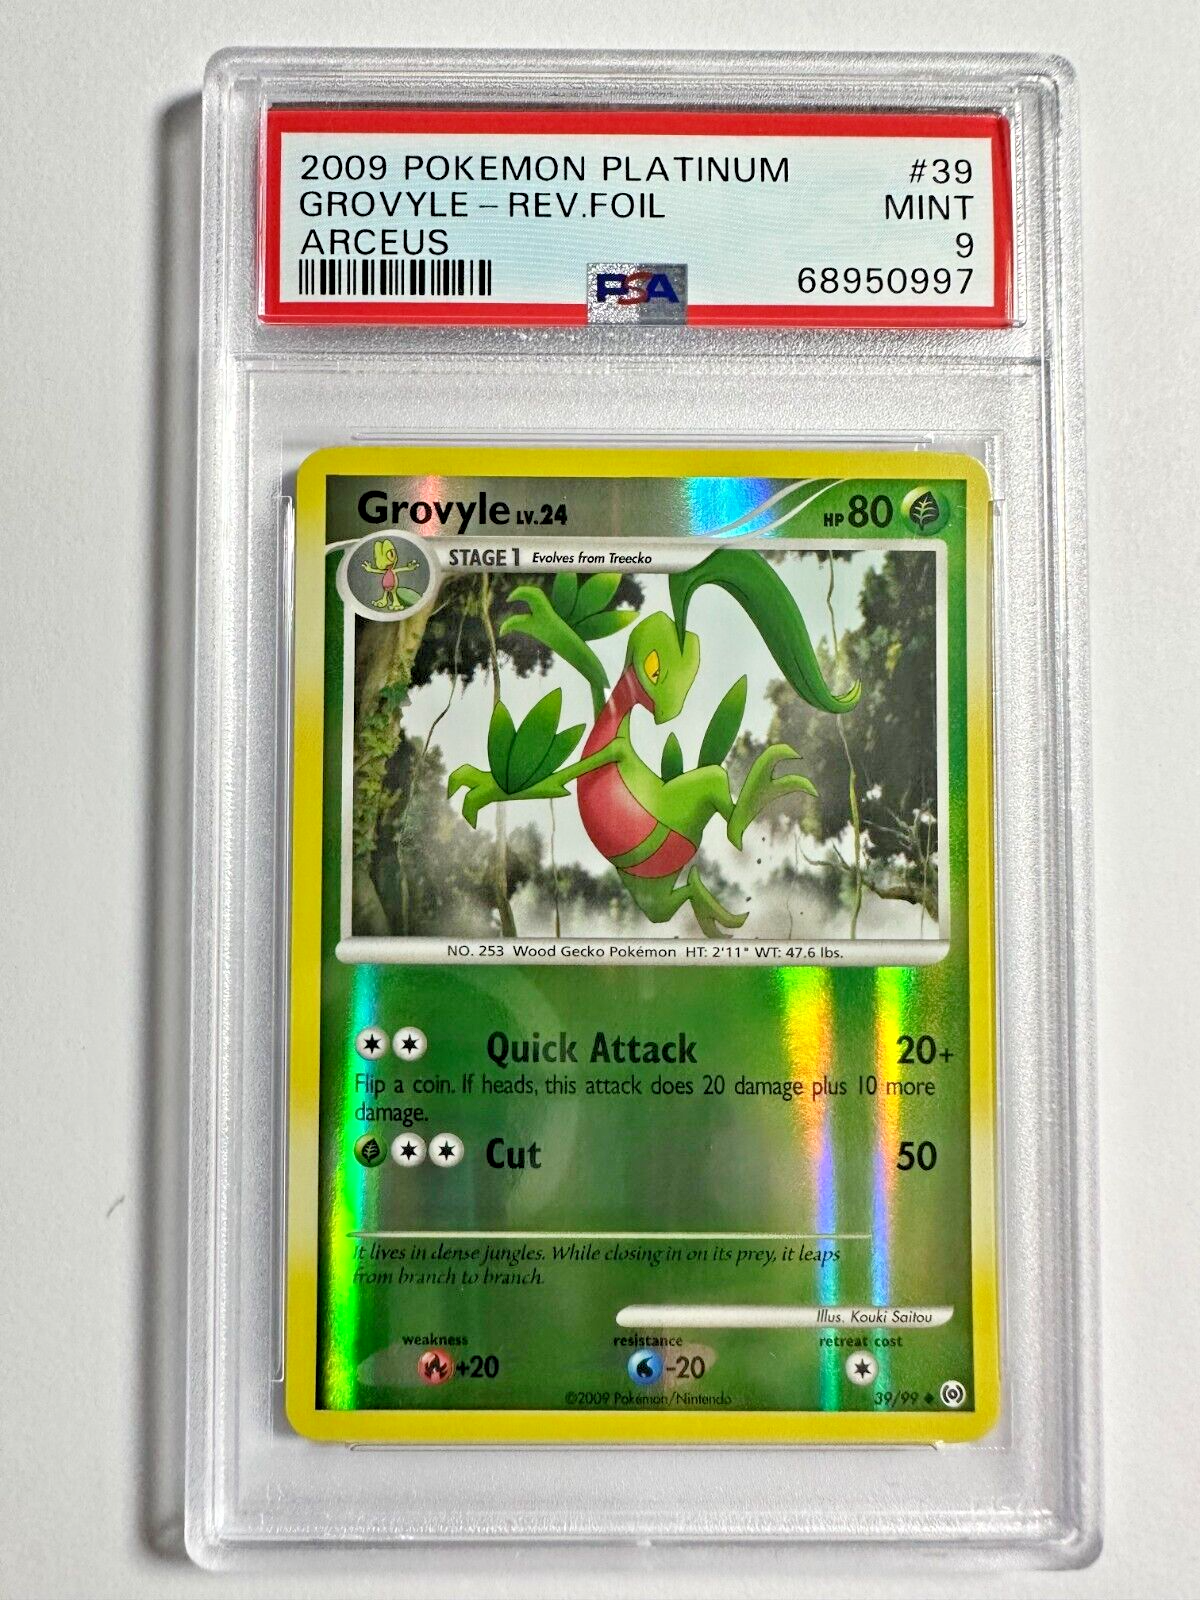 2009 POKEMON PLATINUM #39
GROVYLE - REV.FOIL MINT
ARCEUS 9
PSA 68950997
Grovyle LV.24 HP 80
STAGE 1 Evolves from Treecko
NO. 253 Wood Gecko Pokémon HT: 2'11" WT: 47.6 lbs.
Quick Attack 20+
Flip a coin. If heads, this attack does 20 damage plus 10 more
damage.
Cut 50
It lives in dense jungles. While closing in on its prey, it leaps
from branch to branch.
Illus. Kouki Saitou
weakness resistance retreat cost
+20 -20
©2009 Pokémon/Nintendo 39/99